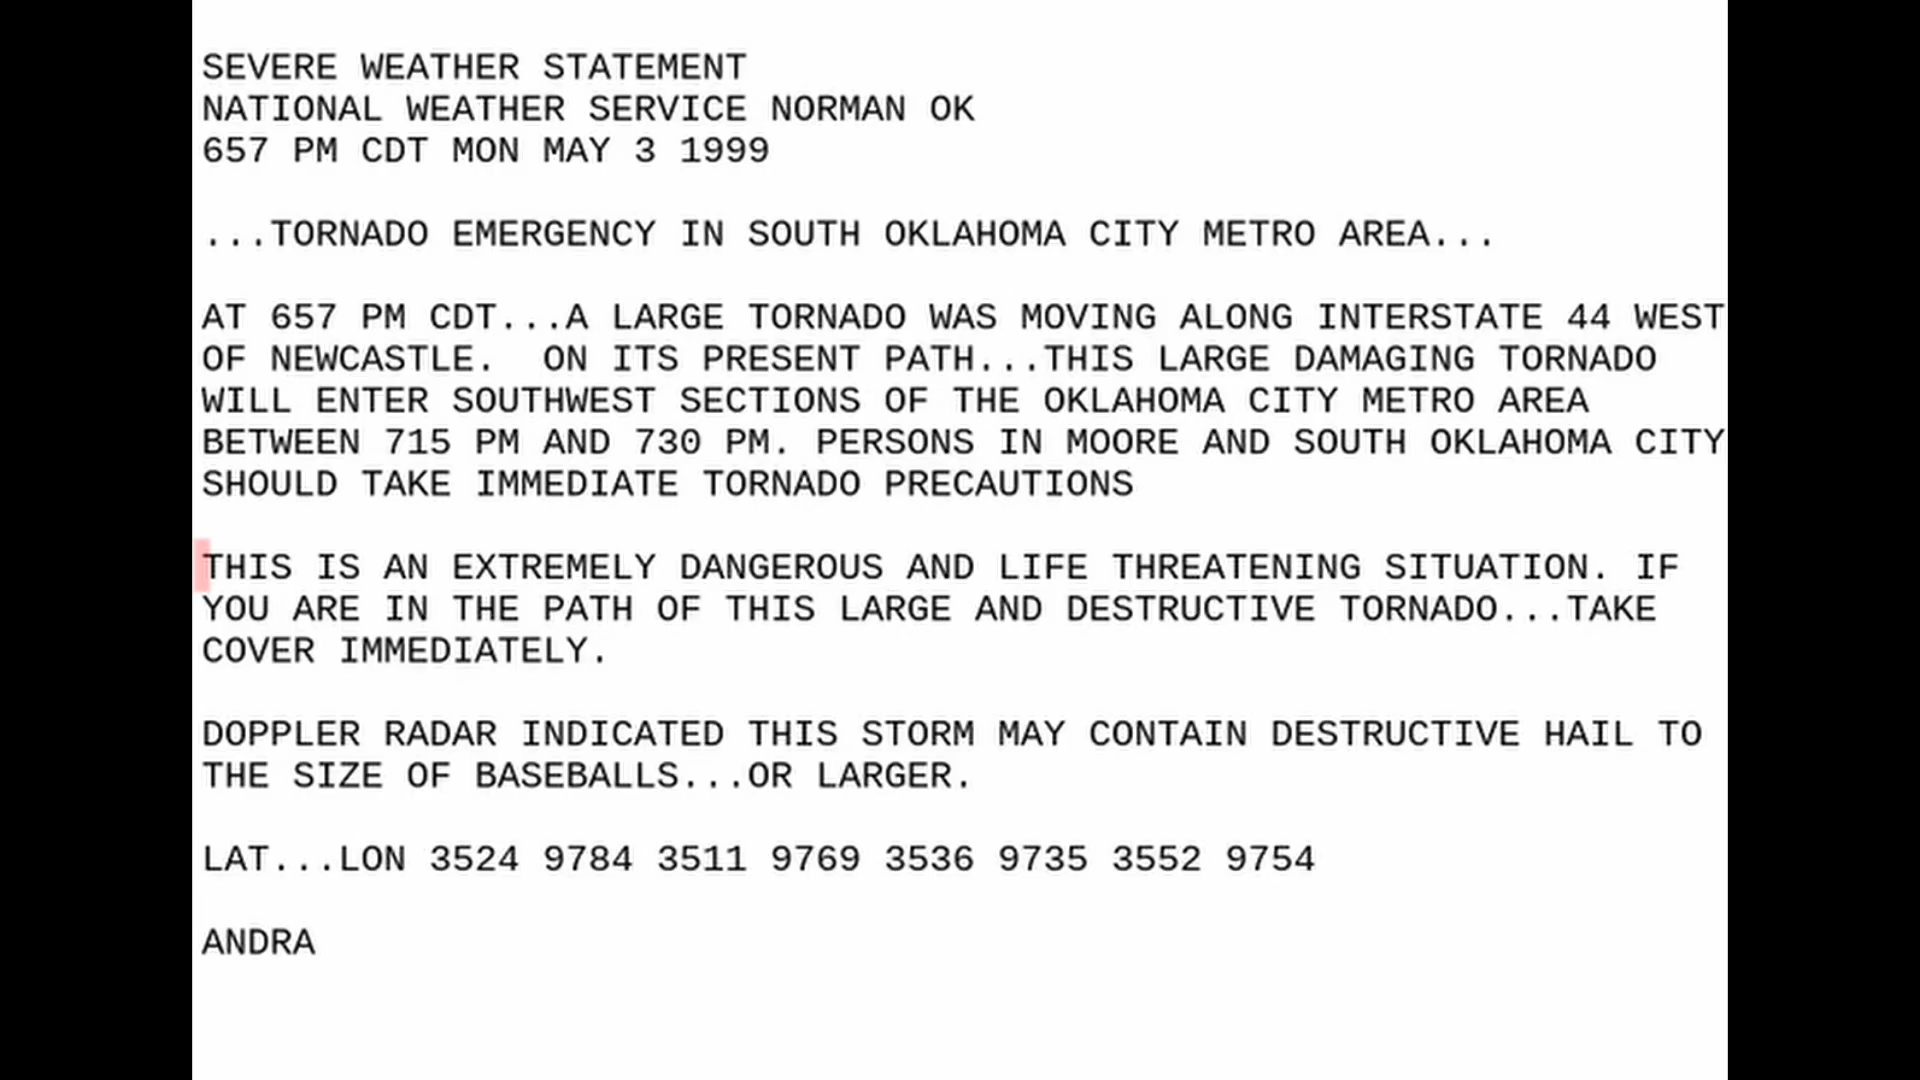 SEVERE WEATHER STATEMENT
NATIONAL WEATHER SERVICE NORMAN OK
657 PM CDT MON MAY 3 1999
...TORNADO EMERGENCY IN SOUTH OKLAHOMA CITY METRO AREA...
AT 657 PM CDT...A LARGE TORNADO WAS MOVING ALONG INTERSTATE 44 WEST
OF NEWCASTLE.  ON ITS PRESENT PATH...THIS LARGE DAMAGING TORNADO
WILL ENTER SOUTHWEST SECTIONS OF THE OKLAHOMA CITY METRO AREA
BETWEEN 715 PM AND 730 PM. PERSONS IN MOORE AND SOUTH OKLAHOMA CITY
SHOULD TAKE IMMEDIATE TORNADO PRECAUTIONS
THIS IS AN EXTREMELY DANGEROUS AND LIFE THREATENING SITUATION. IF
YOU ARE IN THE PATH OF THIS LARGE AND DESTRUCTIVE TORNADO...TAKE
COVER IMMEDIATELY.
DOPPLER RADAR INDICATED THIS STORM MAY CONTAIN DESTRUCTIVE HAIL TO
THE SIZE OF BASEBALLS...OR LARGER.
LAT...LON 3524 9784 3511 9769 3536 9735 3552 9754
ANDRA